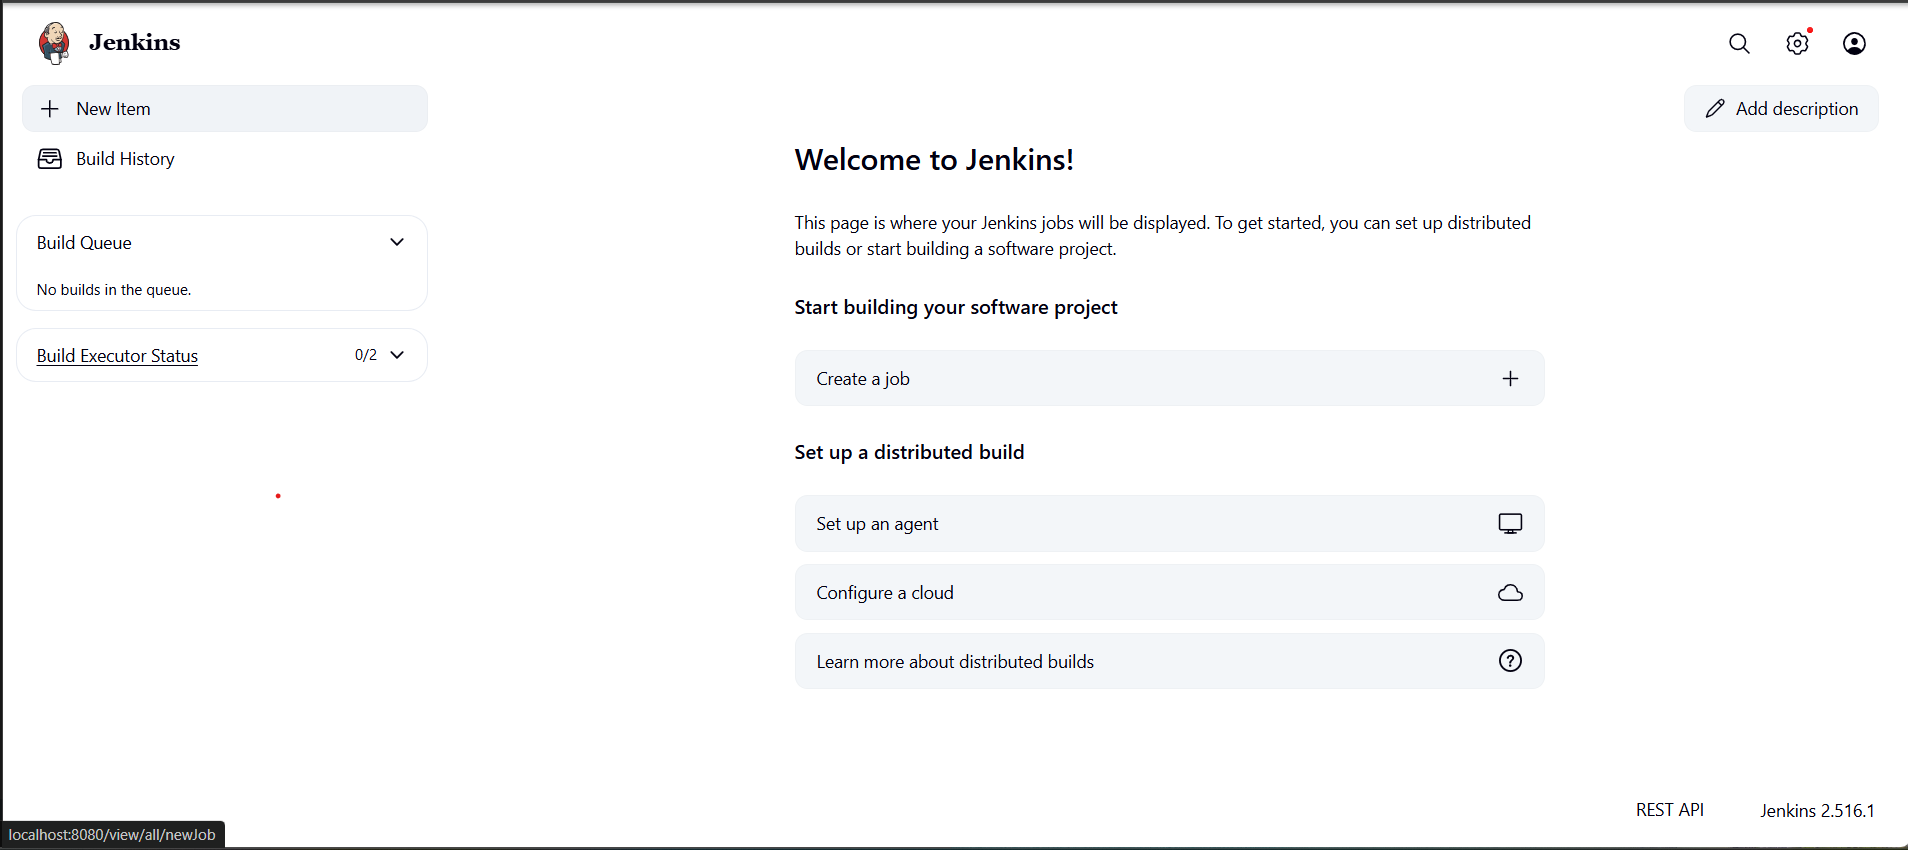 Jenkins
New Item
Add description
Build History
Build Queue
No builds in the queue.
Build Executor Status 0/2
Welcome to Jenkins!
This page is where your Jenkins jobs will be displayed. To get started, you can set up distributed
builds or start building a software project.
Start building your software project
Create a job
Set up a distributed build
Set up an agent
Configure a cloud
Learn more about distributed builds
REST API Jenkins 2.516.1
localhost:8080/view/all/newJob